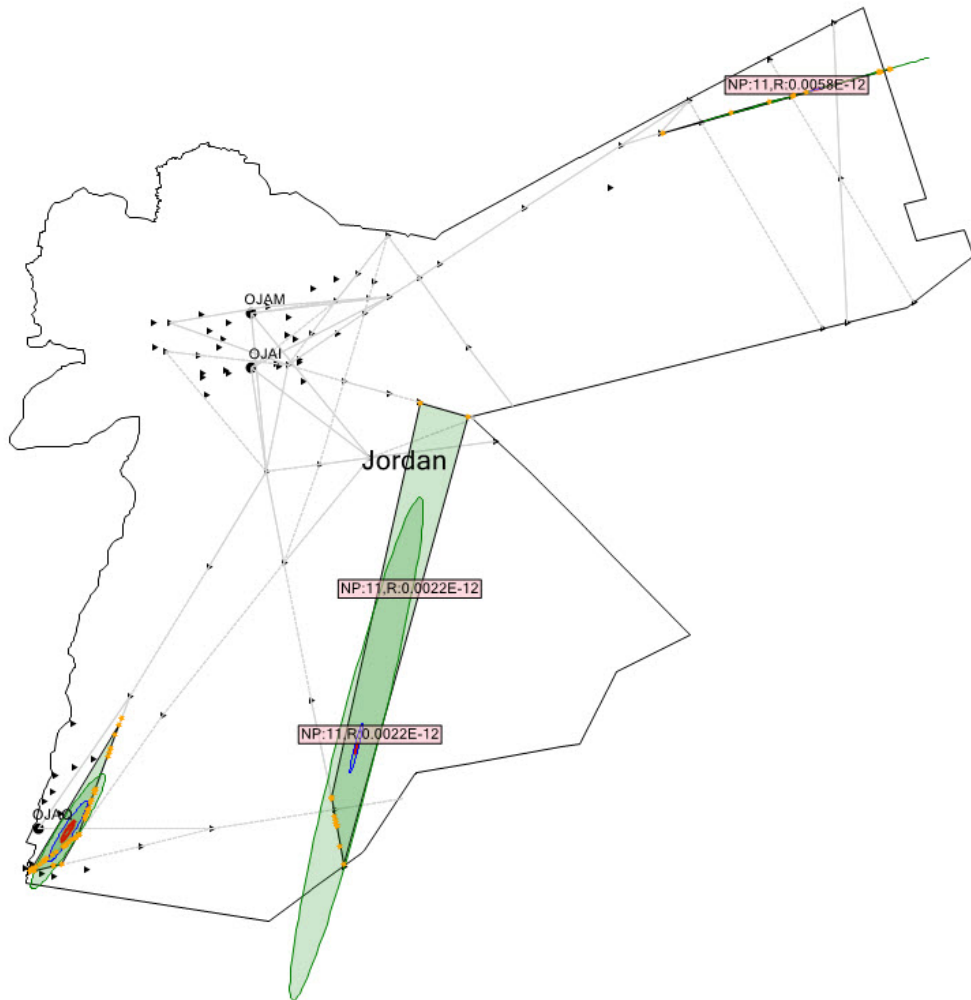 NP:11,R:0.0058E-12
OJAM
OJAI
Jordan
NP:11,R:0.0022E-12
NP:11,R:0.0022E-12
OJAQ